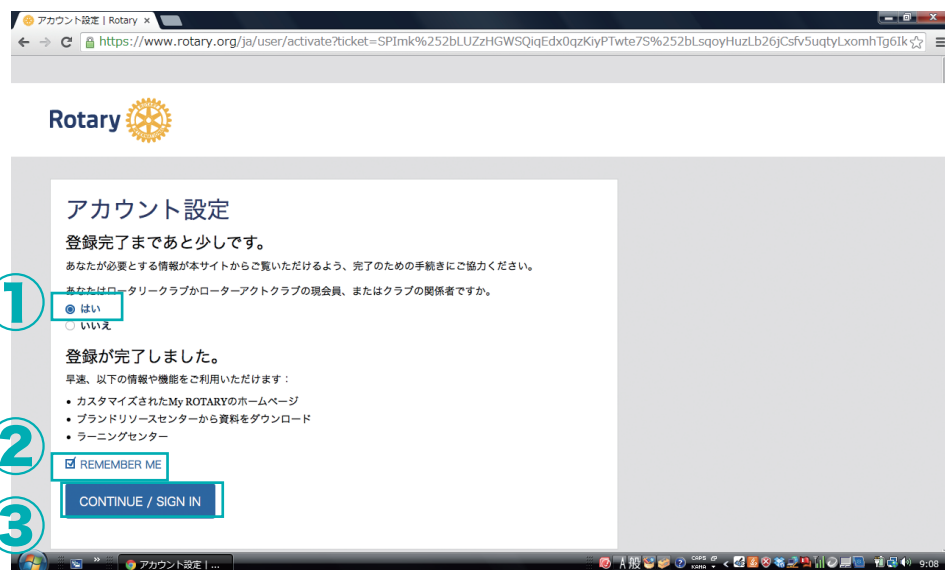 アカウント設定 | Rotary
https://www.rotary.org/ja/user/activate?ticket=SPImk%252bLUZzHGWSQiqEdx0qzKiyPTwte7S%252bLsqoyHuzLb26jCsfv5uqtyLxomhTg6Ik
Rotary
アカウント設定
登録完了まであと少しです。
あなたが必要とする情報が本サイトからご覧いただけるよう、完了のための手続きにご協力ください。
あなたはロータリークラブかローターアクトクラブの現会員、またはクラブの関係者ですか。
① はい
いいえ
登録が完了しました。
早速、以下の情報や機能をご利用いただけます：
• カスタマイズされたMy ROTARYのホームページ
• ブランドリソースセンターから資料をダウンロード
• ラーニングセンター
② REMEMBER ME
③ CONTINUE / SIGN IN
アカウント設定 | ...
A 般
CAPS
KANA
9:08